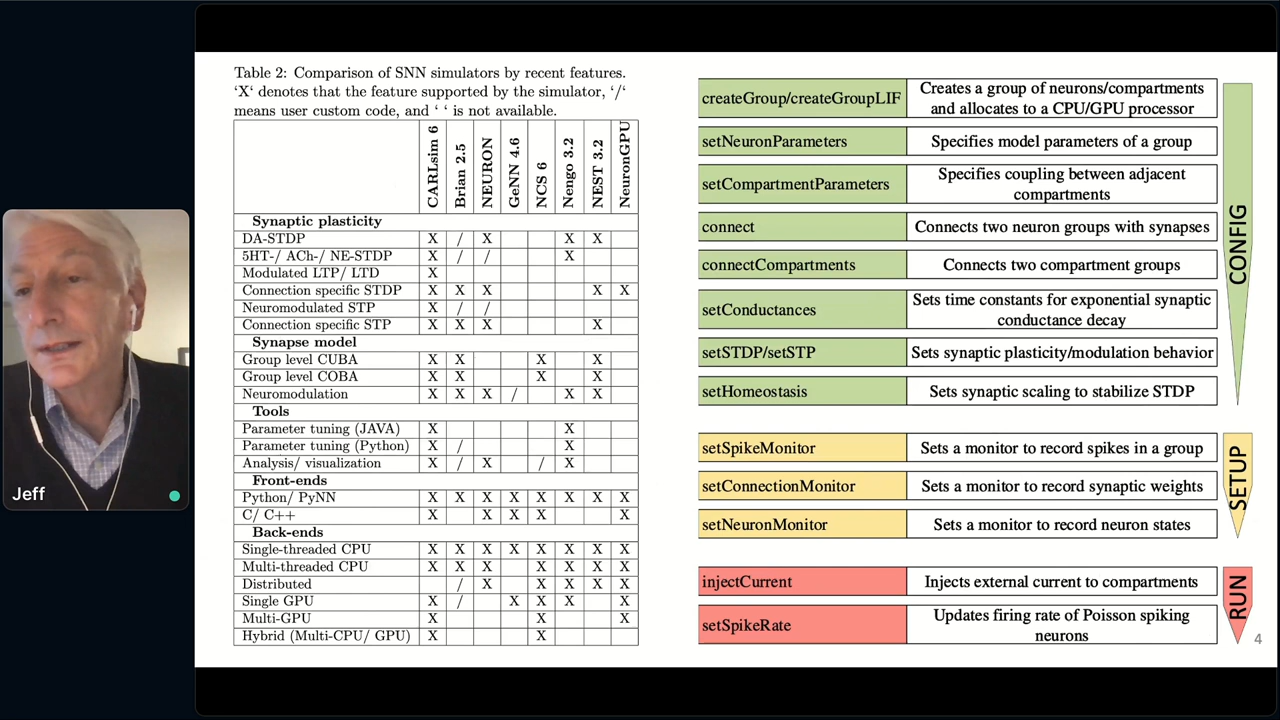 Table 2: Comparison of SNN simulators by recent features.
‘X‘ denotes that the feature supported by the simulator, ‘/‘
means user custom code, and ‘ ‘ is not available.
CARLsim 6 Brian 2.5 NEURON GeNN 4.6 NCS 6 Nengo 3.2 NEST 3.2 NeuronGPU
Synaptic plasticity
DA-STDP X / X X X
5HT-/ ACh-/ NE-STDP X / / X
Modulated LTP/ LTD X
Connection specific STDP X X X X X
Neuromodulated STP X / /
Connection specific STP X X X X
Synapse model
Group level CUBA X X X X
Group level COBA X X X X
Neuromodulation X X X / X X
Tools
Parameter tuning (JAVA) X X
Parameter tuning (Python) X / X
Analysis/ visualization X / X / X
Front-ends
Python/ PyNN X X X X X X X X
C/ C++ X X X X X
Back-ends
Single-threaded CPU X X X X X X X X
Multi-threaded CPU X X X X X X X
Distributed / X X X X X
Single GPU X / X X X X
Multi-GPU X X X
Hybrid (Multi-CPU/ GPU) X X
createGroup/createGroupLIF
Creates a group of neurons/compartments
and allocates to a CPU/GPU processor
setNeuronParameters
Specifies model parameters of a group
setCompartmentParameters
Specifies coupling between adjacent
compartments
connect
Connects two neuron groups with synapses
connectCompartments
Connects two compartment groups
setConductances
Sets time constants for exponential synaptic
conductance decay
setSTDP/setSTP
Sets synaptic plasticity/modulation behavior
setHomeostasis
Sets synaptic scaling to stabilize STDP
CONFIG
setSpikeMonitor
Sets a monitor to record spikes in a group
setConnectionMonitor
Sets a monitor to record synaptic weights
setNeuronMonitor
Sets a monitor to record neuron states
SETUP
injectCurrent
Injects external current to compartments
setSpikeRate
Updates firing rate of Poisson spiking
neurons
RUN
4
Jeff